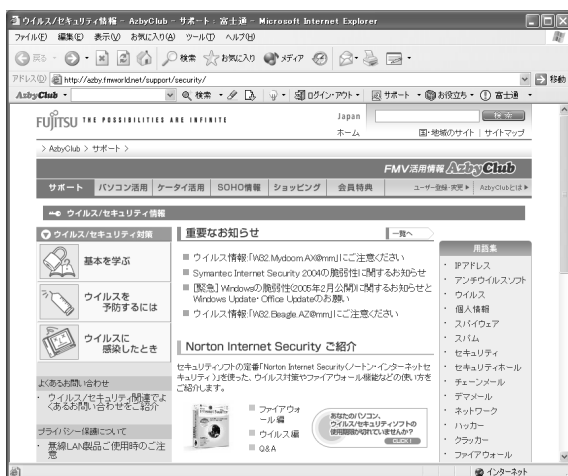 ウイルス/セキュリティ情報 - AzbyClub - サポート : 富士通 - Microsoft Internet Explorer
ファイル(F) 編集(E) 表示(V) お気に入り(A) ツール(T) ヘルプ(H)
戻る 検索 お気に入り メディア
アドレス(D) http://azby.fmworld.net/support/security/ 移動
AzbyClub 検索 ログイン・アウト サポート お役立ち 富士通
FUJITSU THE POSSIBILITIES ARE INFINITE
Japan 検索
ホーム 国・地域のサイト | サイトマップ
> AzbyClub > サポート >
FMV活用情報 AzbyClub
サポート パソコン活用 ケータイ活用 SOHO情報 ショッピング 会員特典 ユーザー登録・変更 AzbyClubとは
ウイルス/セキュリティ情報
ウイルス/セキュリティ対策
基本を学ぶ
ウイルスを
予防するには
ウイルスに
感染したとき
よくあるお問い合わせ
・ ウイルス/セキュリティ関連でよ
くあるお問い合わせをご紹介
プライバシー保護について
・ 無線LAN製品ご使用時のご注
意
重要なお知らせ 一覧へ
ウイルス情報:「W32.Mydoom.AX@mm」にご注意ください
Symantec Internet Security 2004の脆弱性に関するお知らせ
[緊急] Windowsの脆弱性(2005年2月公開)に関するお知らせと
Windows Update・Office Updateのお願い
ウイルス情報:「W32.Beagle.AZ@mm」にご注意ください
Norton Internet Security ご紹介
セキュリティソフトの定番「Norton Internet Security(ノートン・インターネットセ
キュリティ)」を使った、ウイルス対策やファイアウォール機能などの使い方を
ご紹介します。
ファイアウォ
ール編
ウイルス編
Q&A
あなたのパソコン、
ウイルス/セキュリティソフトの
使用期限が切れていませんか?
CLICK!
用語集
・ IPアドレス
・ アンチウイルスソフト
・ ウイルス
・ 個人情報
・ スパイウェア
・ スパム
・ セキュリティ
・ セキュリティホール
・ チェーンメール
・ デマメール
・ ネットワーク
・ ハッカー
・ クラッカー
・ ファイアウォール
インターネット